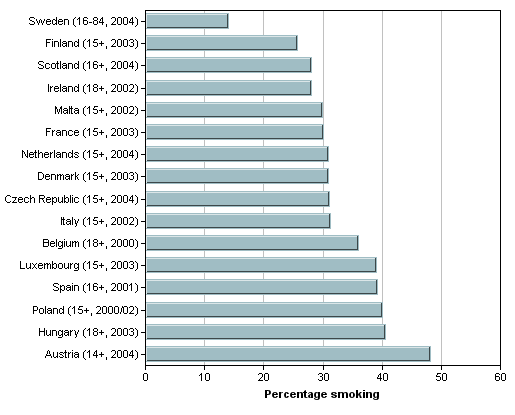 Sweden (16-84, 2004)
Finland (15+, 2003)
Scotland (16+, 2004)
Ireland (18+, 2002)
Malta (15+, 2002)
France (15+, 2003)
Netherlands (15+, 2004)
Denmark (15+, 2003)
Czech Republic (15+, 2004)
Italy (15+, 2002)
Belgium (18+, 2000)
Luxembourg (15+, 2003)
Spain (16+, 2001)
Poland (15+, 2000/02)
Hungary (18+, 2003)
Austria (14+, 2004)
0 10 20 30 40 50 60
Percentage smoking